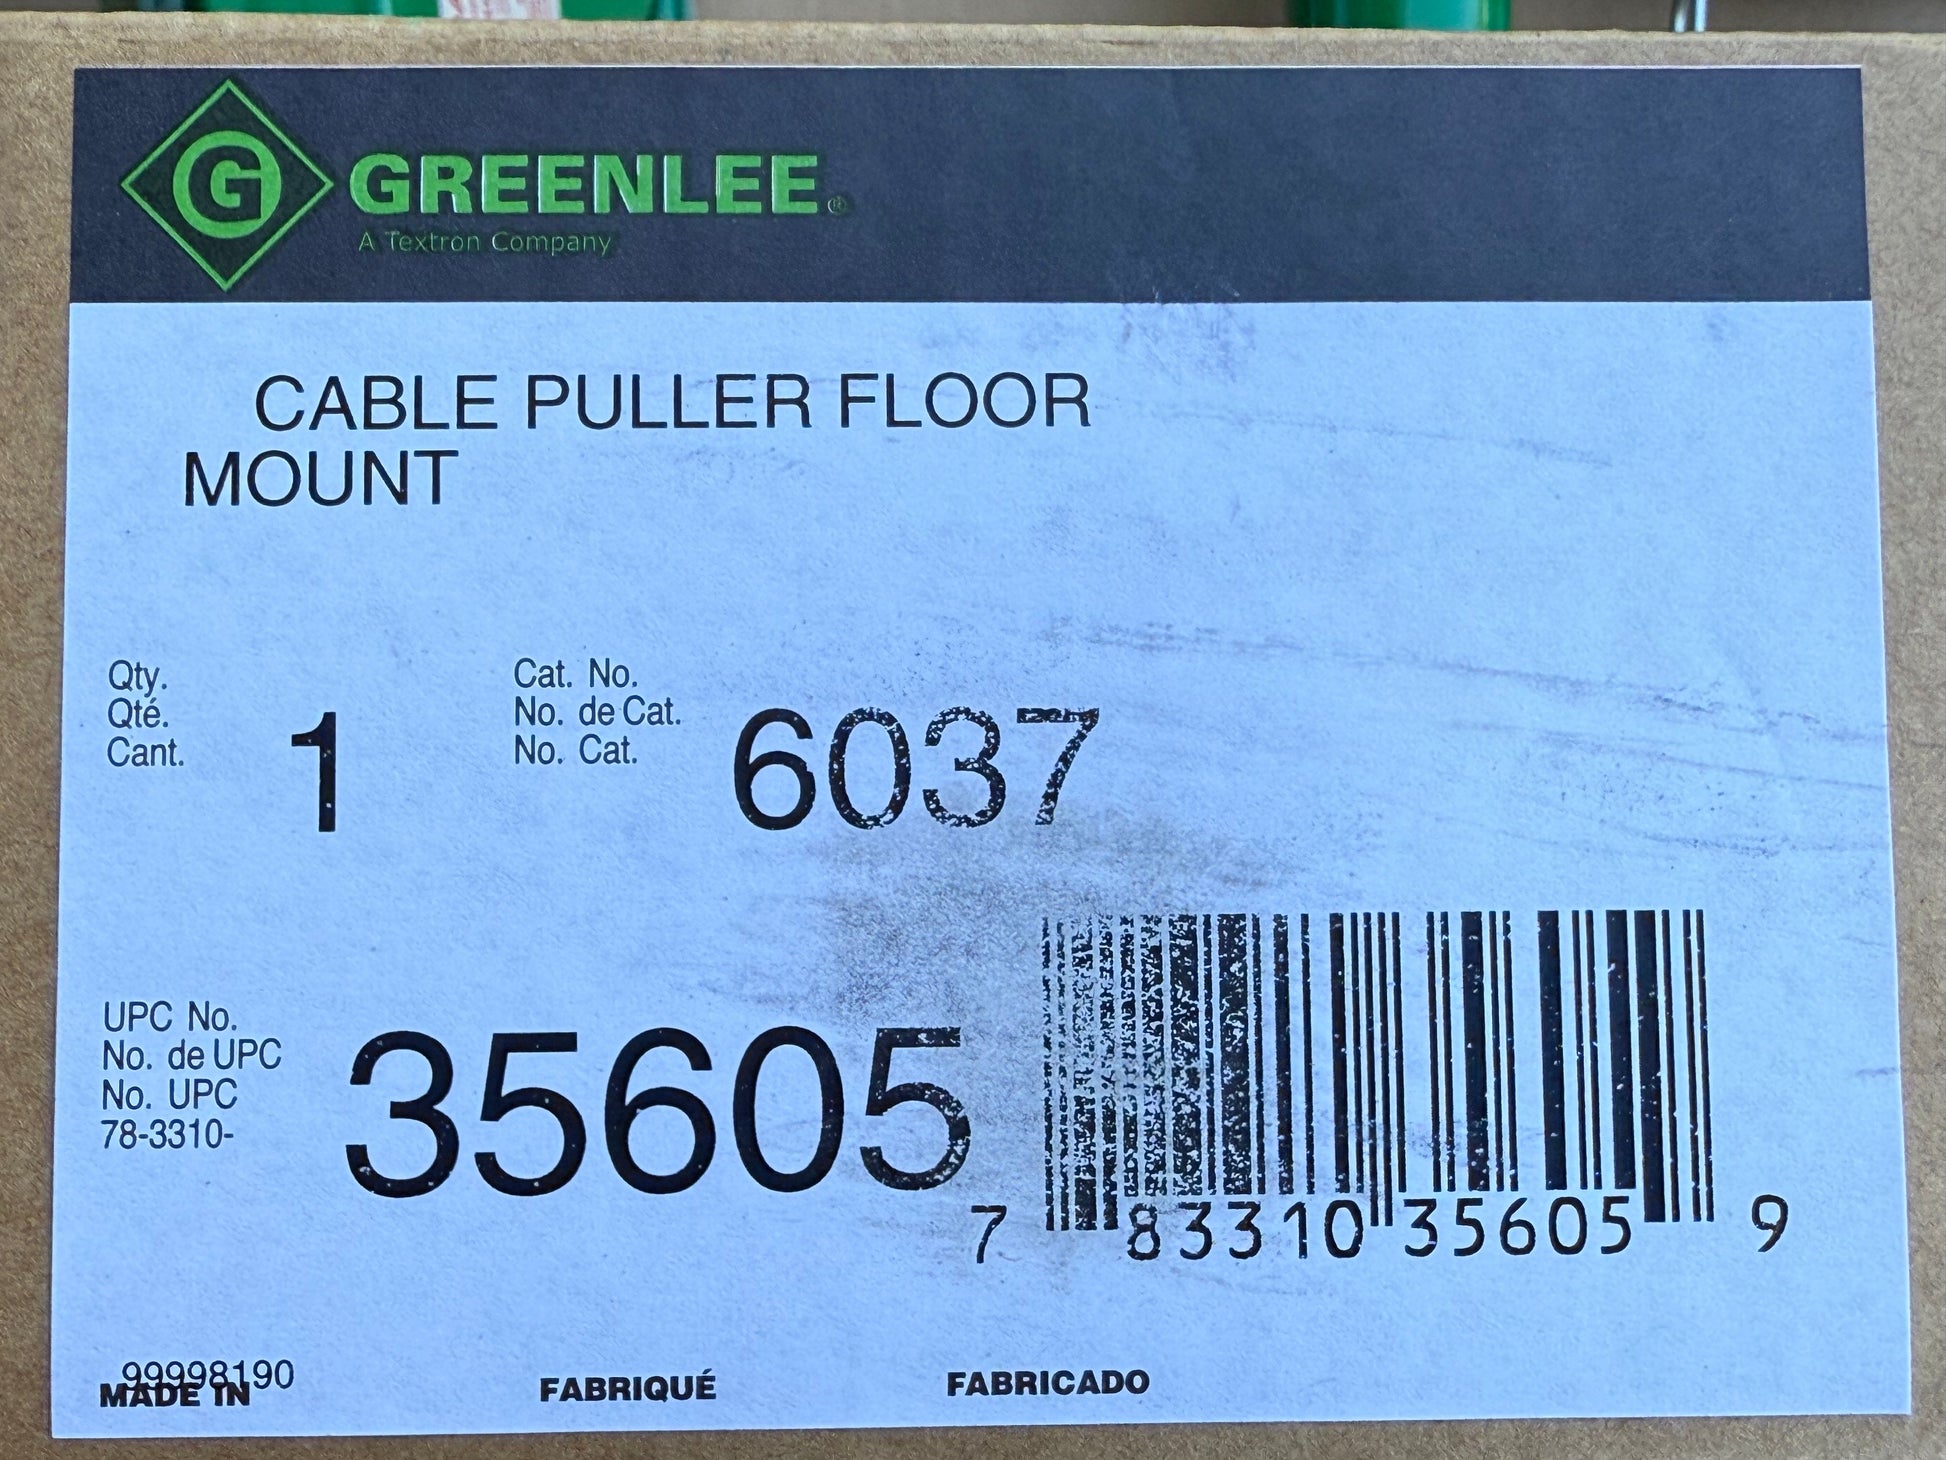 G GREENLEE®
A Textron Company
CABLE PULLER FLOOR
MOUNT
Qty.
Qté.
Cant.
1
Cat. No.
No. de Cat.
No. Cat.
6037
UPC No.
No. de UPC
No. UPC
78-3310-
35605
7 83310 35605 9
99998190
MADE IN
FABRIQUÉ
FABRICADO